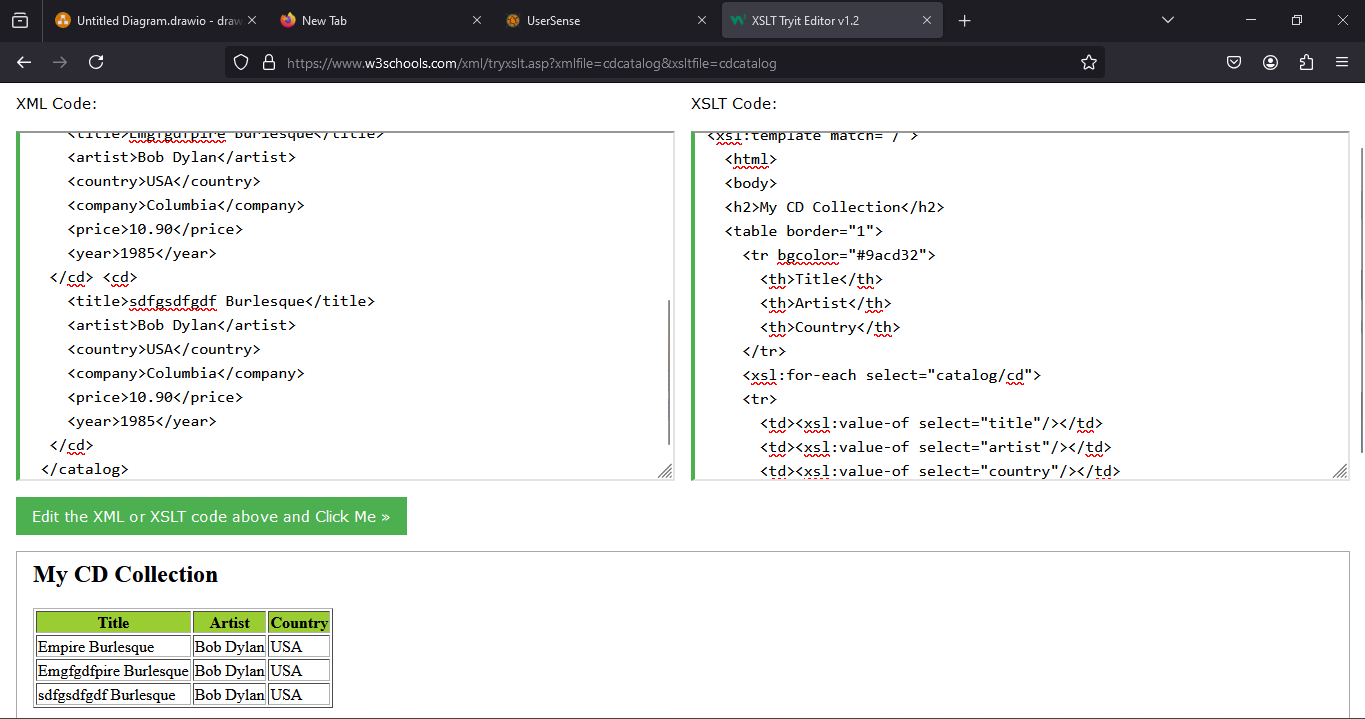 Untitled Diagram.drawio - draw
New Tab
UserSense
XSLT Tryit Editor v1.2
https://www.w3schools.com/xml/tryxslt.asp?xmlfile=cdcatalog&xsltfile=cdcatalog
XML Code:
<title>Emgfgdfpire Burlesque</title>
<artist>Bob Dylan</artist>
<country>USA</country>
<company>Columbia</company>
<price>10.90</price>
<year>1985</year>
</cd> <cd>
<title>sdfgsdfgdf Burlesque</title>
<artist>Bob Dylan</artist>
<country>USA</country>
<company>Columbia</company>
<price>10.90</price>
<year>1985</year>
</cd>
</catalog>
XSLT Code:
<xsl:template match="/">
<html>
<body>
<h2>My CD Collection</h2>
<table border="1">
<tr bgcolor="#9acd32">
<th>Title</th>
<th>Artist</th>
<th>Country</th>
</tr>
<xsl:for-each select="catalog/cd">
<tr>
<td><xsl:value-of select="title"/></td>
<td><xsl:value-of select="artist"/></td>
<td><xsl:value-of select="country"/></td>
Edit the XML or XSLT code above and Click Me »
My CD Collection
Title Artist Country
Empire Burlesque Bob Dylan USA
Emgfgdfpire Burlesque Bob Dylan USA
sdfgsdfgdf Burlesque Bob Dylan USA